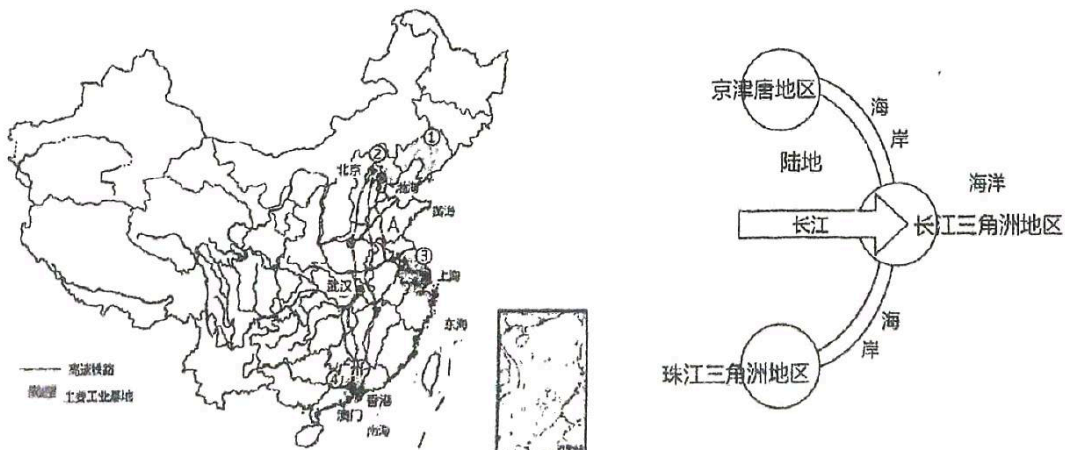 ①
②
北京
渤海
黄海
A
③
上海
武汉
东海
高速铁路
主要工业基地
广州
④
香港
澳门
南海
京津唐地区
海
岸
陆地
海洋
长江
长江三角洲地区
海
岸
珠江三角洲地区